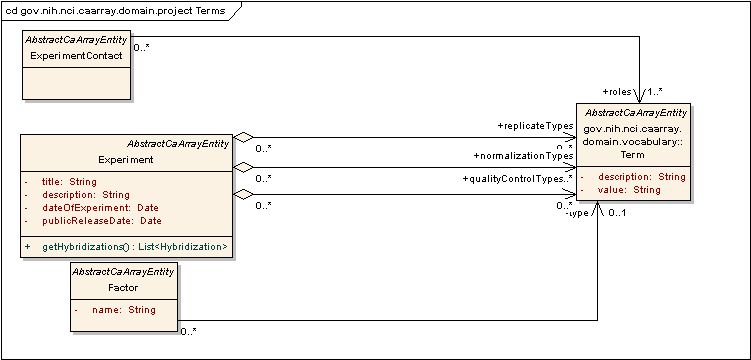 cd gov.nih.nci.caarray.domain.project Terms
AbstractCaArrayEntity
ExperimentContact
0..*
+roles
1..*
AbstractCaArrayEntity
gov.nih.nci.caarray.
domain.vocabulary::
Term
- description: String
- value: String
AbstractCaArrayEntity
Experiment
- title: String
- description: String
- dateOfExperiment: Date
- publicReleaseDate: Date
+ getHybridizations() : List<Hybridization>
+replicateTypes
0..*
0..*
+normalizationTypes
0..*
+qualityControlTypes..*
0..*
0..*
-type
0..1
AbstractCaArrayEntity
Factor
- name: String
0..*